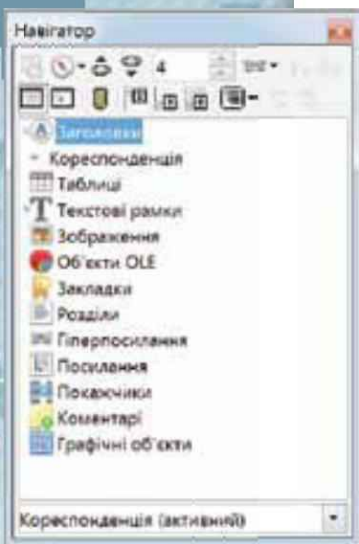 Навігатор
4
Заголовки
Кореспонденція
Таблиці
Текстові рамки
Зображення
Об'єкти OLE
Закладки
Розділи
Гіперпосилання
Посилання
Покажчики
Коментарі
Графічні об'єкти
Кореспонденція (активний)